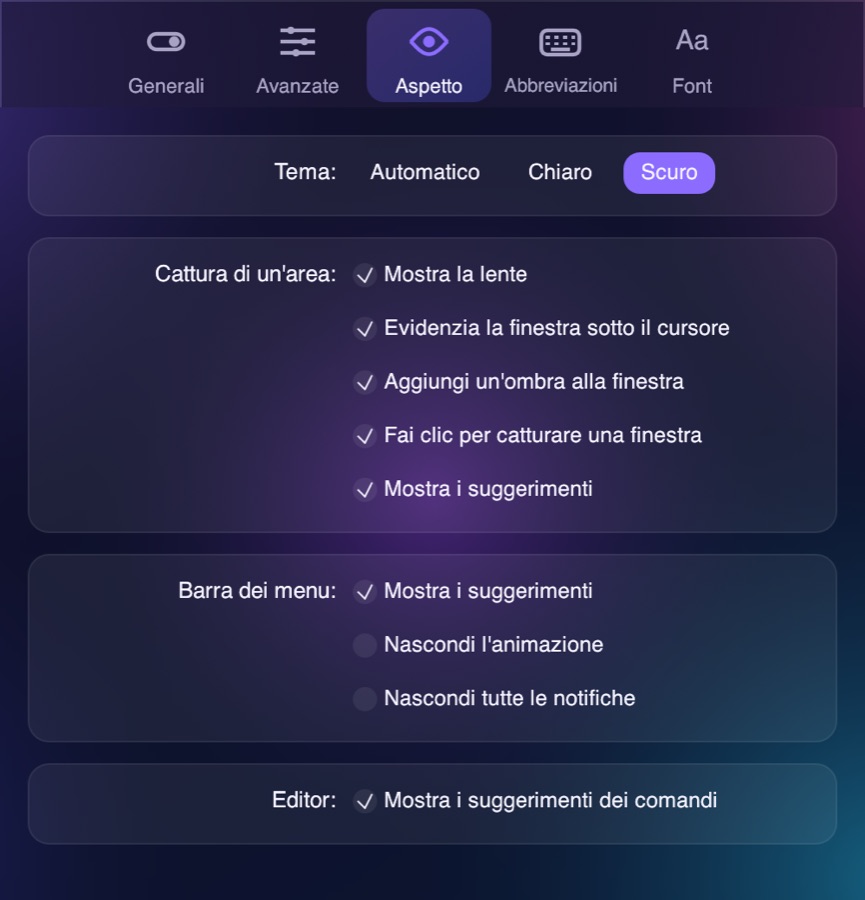 Aa
Generali Avanzate Aspetto Abbreviazioni Font
Tema: Automatico Chiaro Scuro
Cattura di un'area: Mostra la lente
Evidenzia la finestra sotto il cursore
Aggiungi un'ombra alla finestra
Fai clic per catturare una finestra
Mostra i suggerimenti
Barra dei menu: Mostra i suggerimenti
Nascondi l'animazione
Nascondi tutte le notifiche
Editor: Mostra i suggerimenti dei comandi